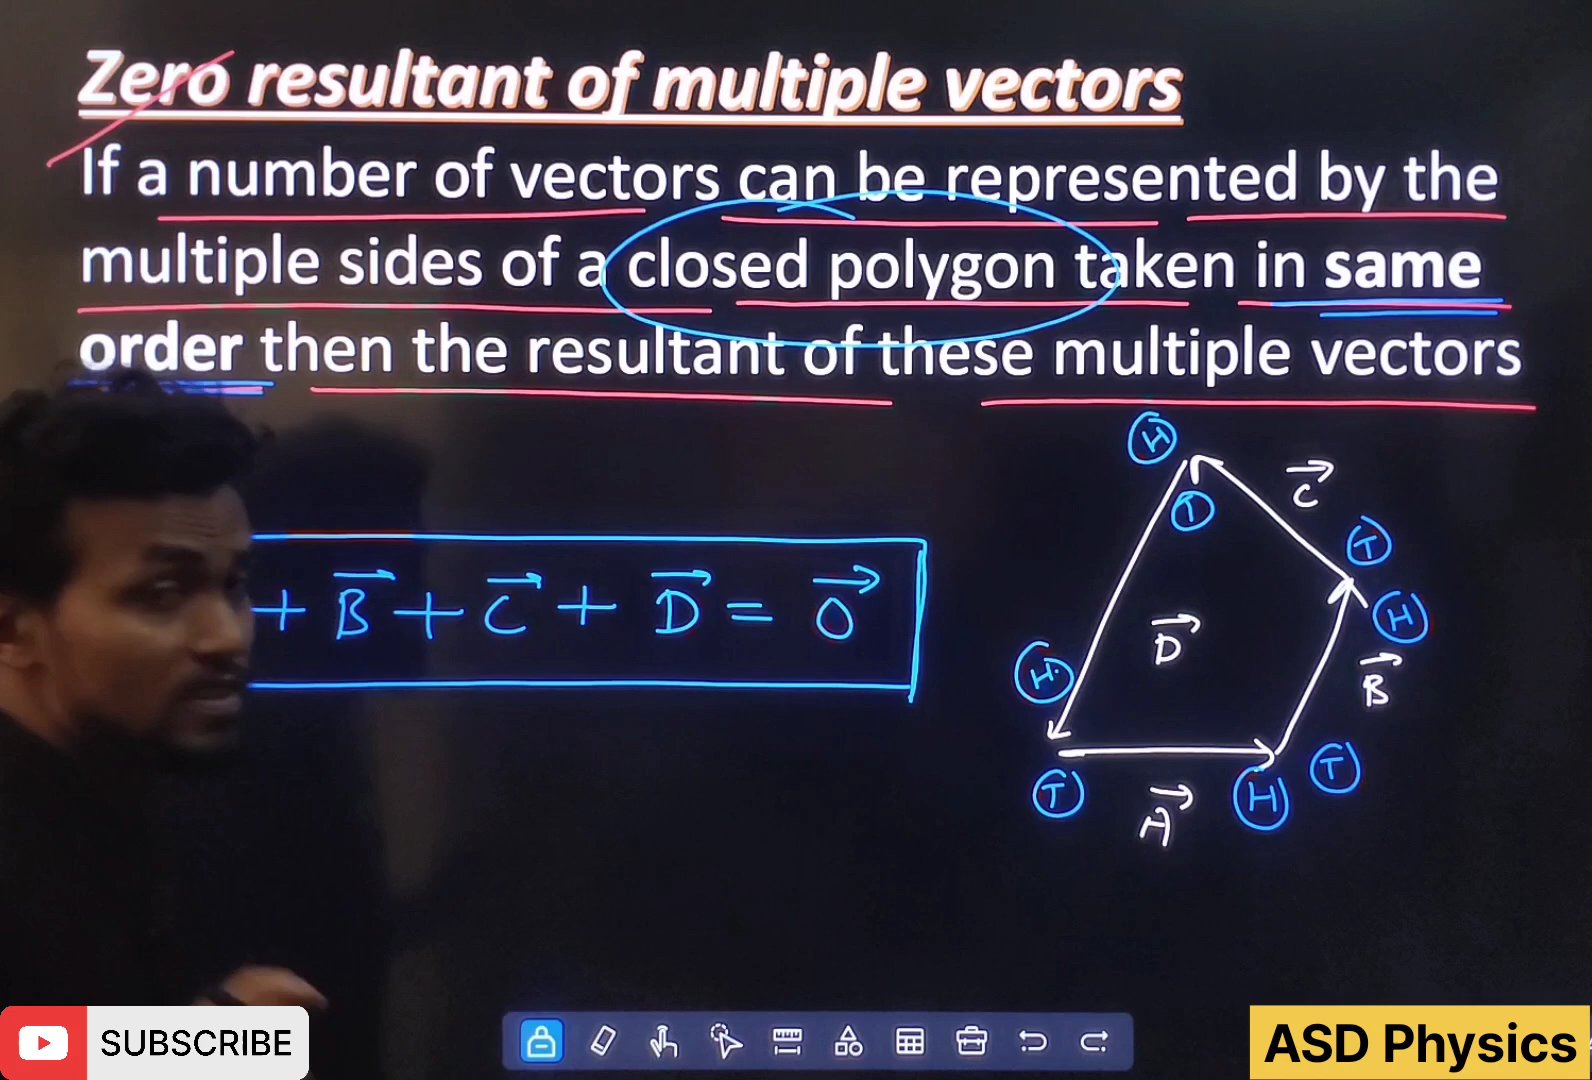 Zero resultant of multiple vectors
If a number of vectors can be represented by the
multiple sides of a closed polygon taken in same
order then the resultant of these multiple vectors
H
C
T
T
+ B + C + D = 0
H
D
H
B
T
T
A
H
SUBSCRIBE
ASD Physics